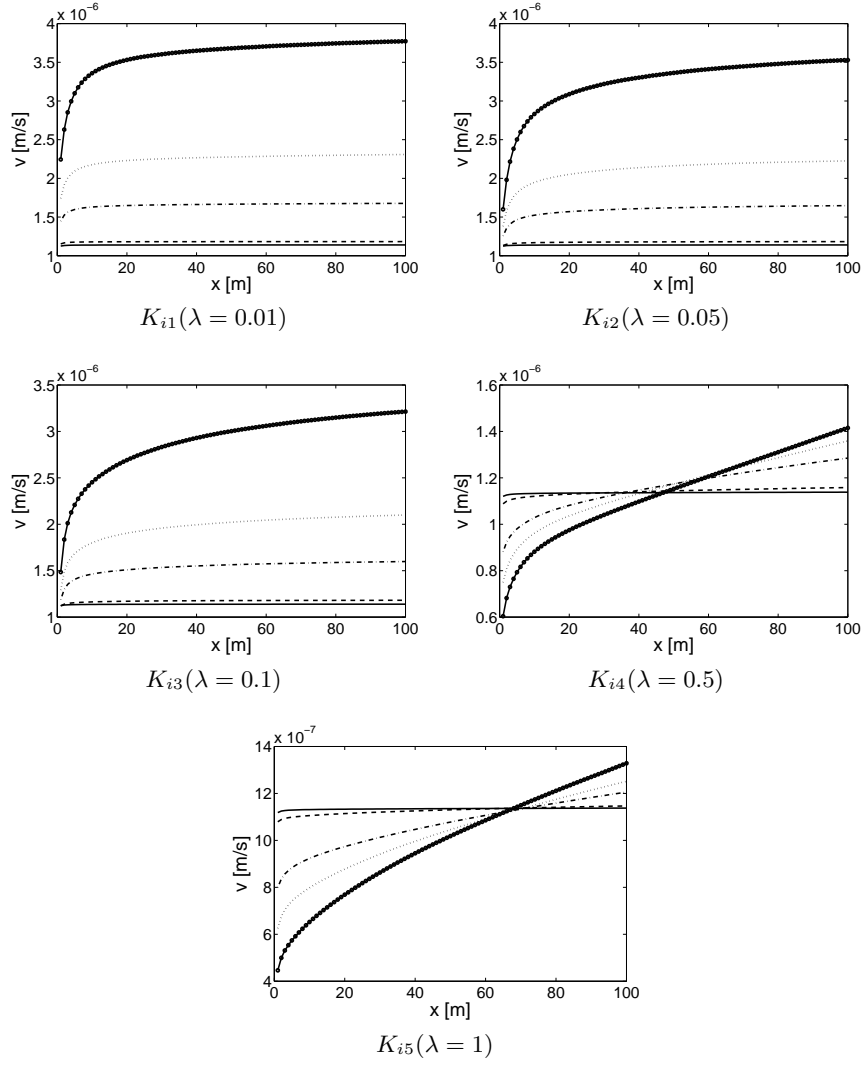 x 10⁻⁶
4
3.5
3
2.5
2
1.5
1
v [m/s]
0 20 40 60 80 100
x [m]
K_{i1}(λ = 0.01)
x 10⁻⁶
4
3.5
3
2.5
2
1.5
1
v [m/s]
0 20 40 60 80 100
x [m]
K_{i2}(λ = 0.05)
x 10⁻⁶
3.5
3
2.5
2
1.5
1
v [m/s]
0 20 40 60 80 100
x [m]
K_{i3}(λ = 0.1)
x 10⁻⁶
1.6
1.4
1.2
1
0.8
0.6
v [m/s]
0 20 40 60 80 100
x [m]
K_{i4}(λ = 0.5)
x 10⁻⁷
14
12
10
8
6
4
v [m/s]
0 20 40 60 80 100
x [m]
K_{i5}(λ = 1)